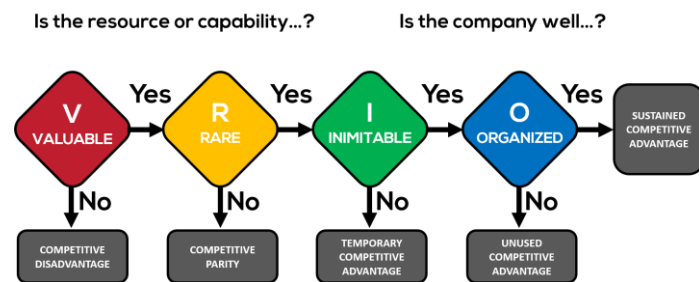 Is the resource or capability...?
Is the company well...?
V
VALUABLE
Yes
R
RARE
Yes
I
INIMITABLE
Yes
O
ORGANIZED
Yes
SUSTAINED
COMPETITIVE
ADVANTAGE
No
No
No
No
COMPETITIVE
DISADVANTAGE
COMPETITIVE
PARITY
TEMPORARY
COMPETITIVE
ADVANTAGE
UNUSED
COMPETITIVE
ADVANTAGE